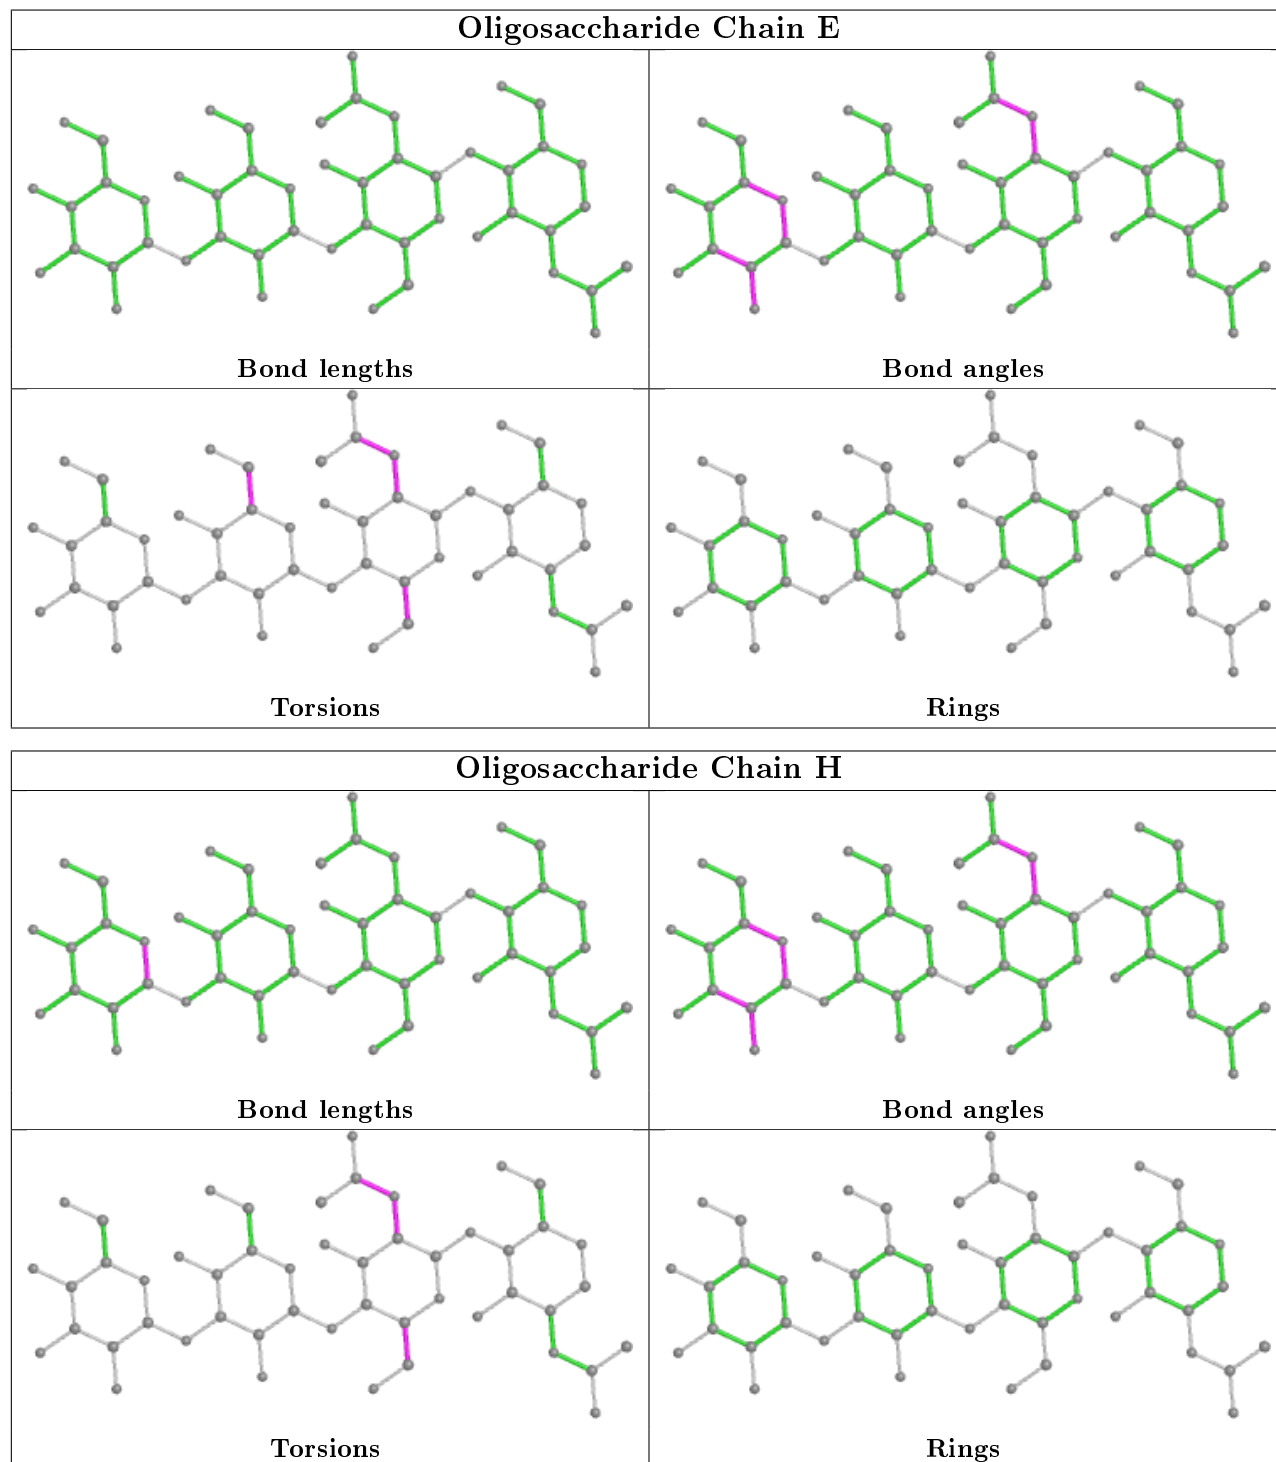 Oligosaccharide Chain E
Bond lengths
Bond angles
Torsions
Rings
Oligosaccharide Chain H
Bond lengths
Bond angles
Torsions
Rings